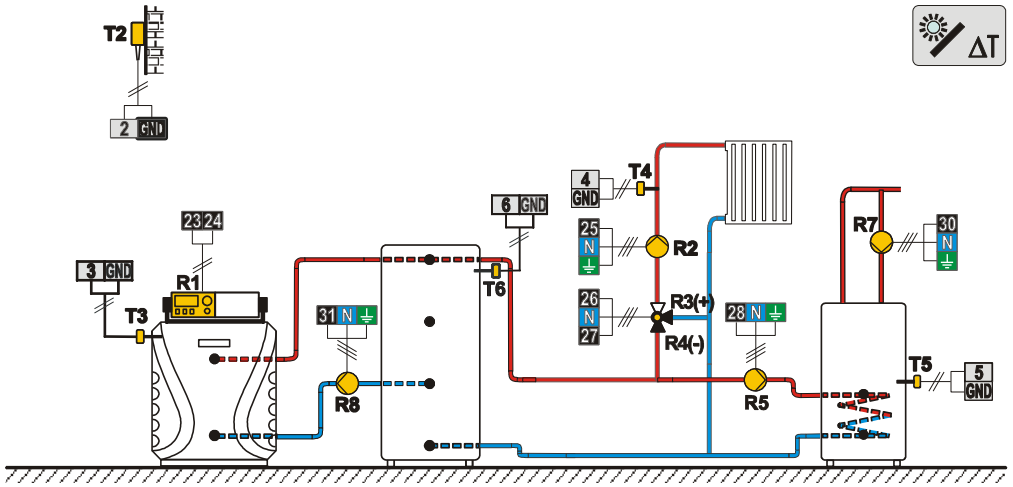 T2
2 GND
ΔT
T4
4
GND
6 GND
25
N
R2
R7
30
N
23 24
3 GND
R1
T6
T3
31 N
26
N
27
R3(+)
R4(-)
28 N
T5
5
GND
R8
R5